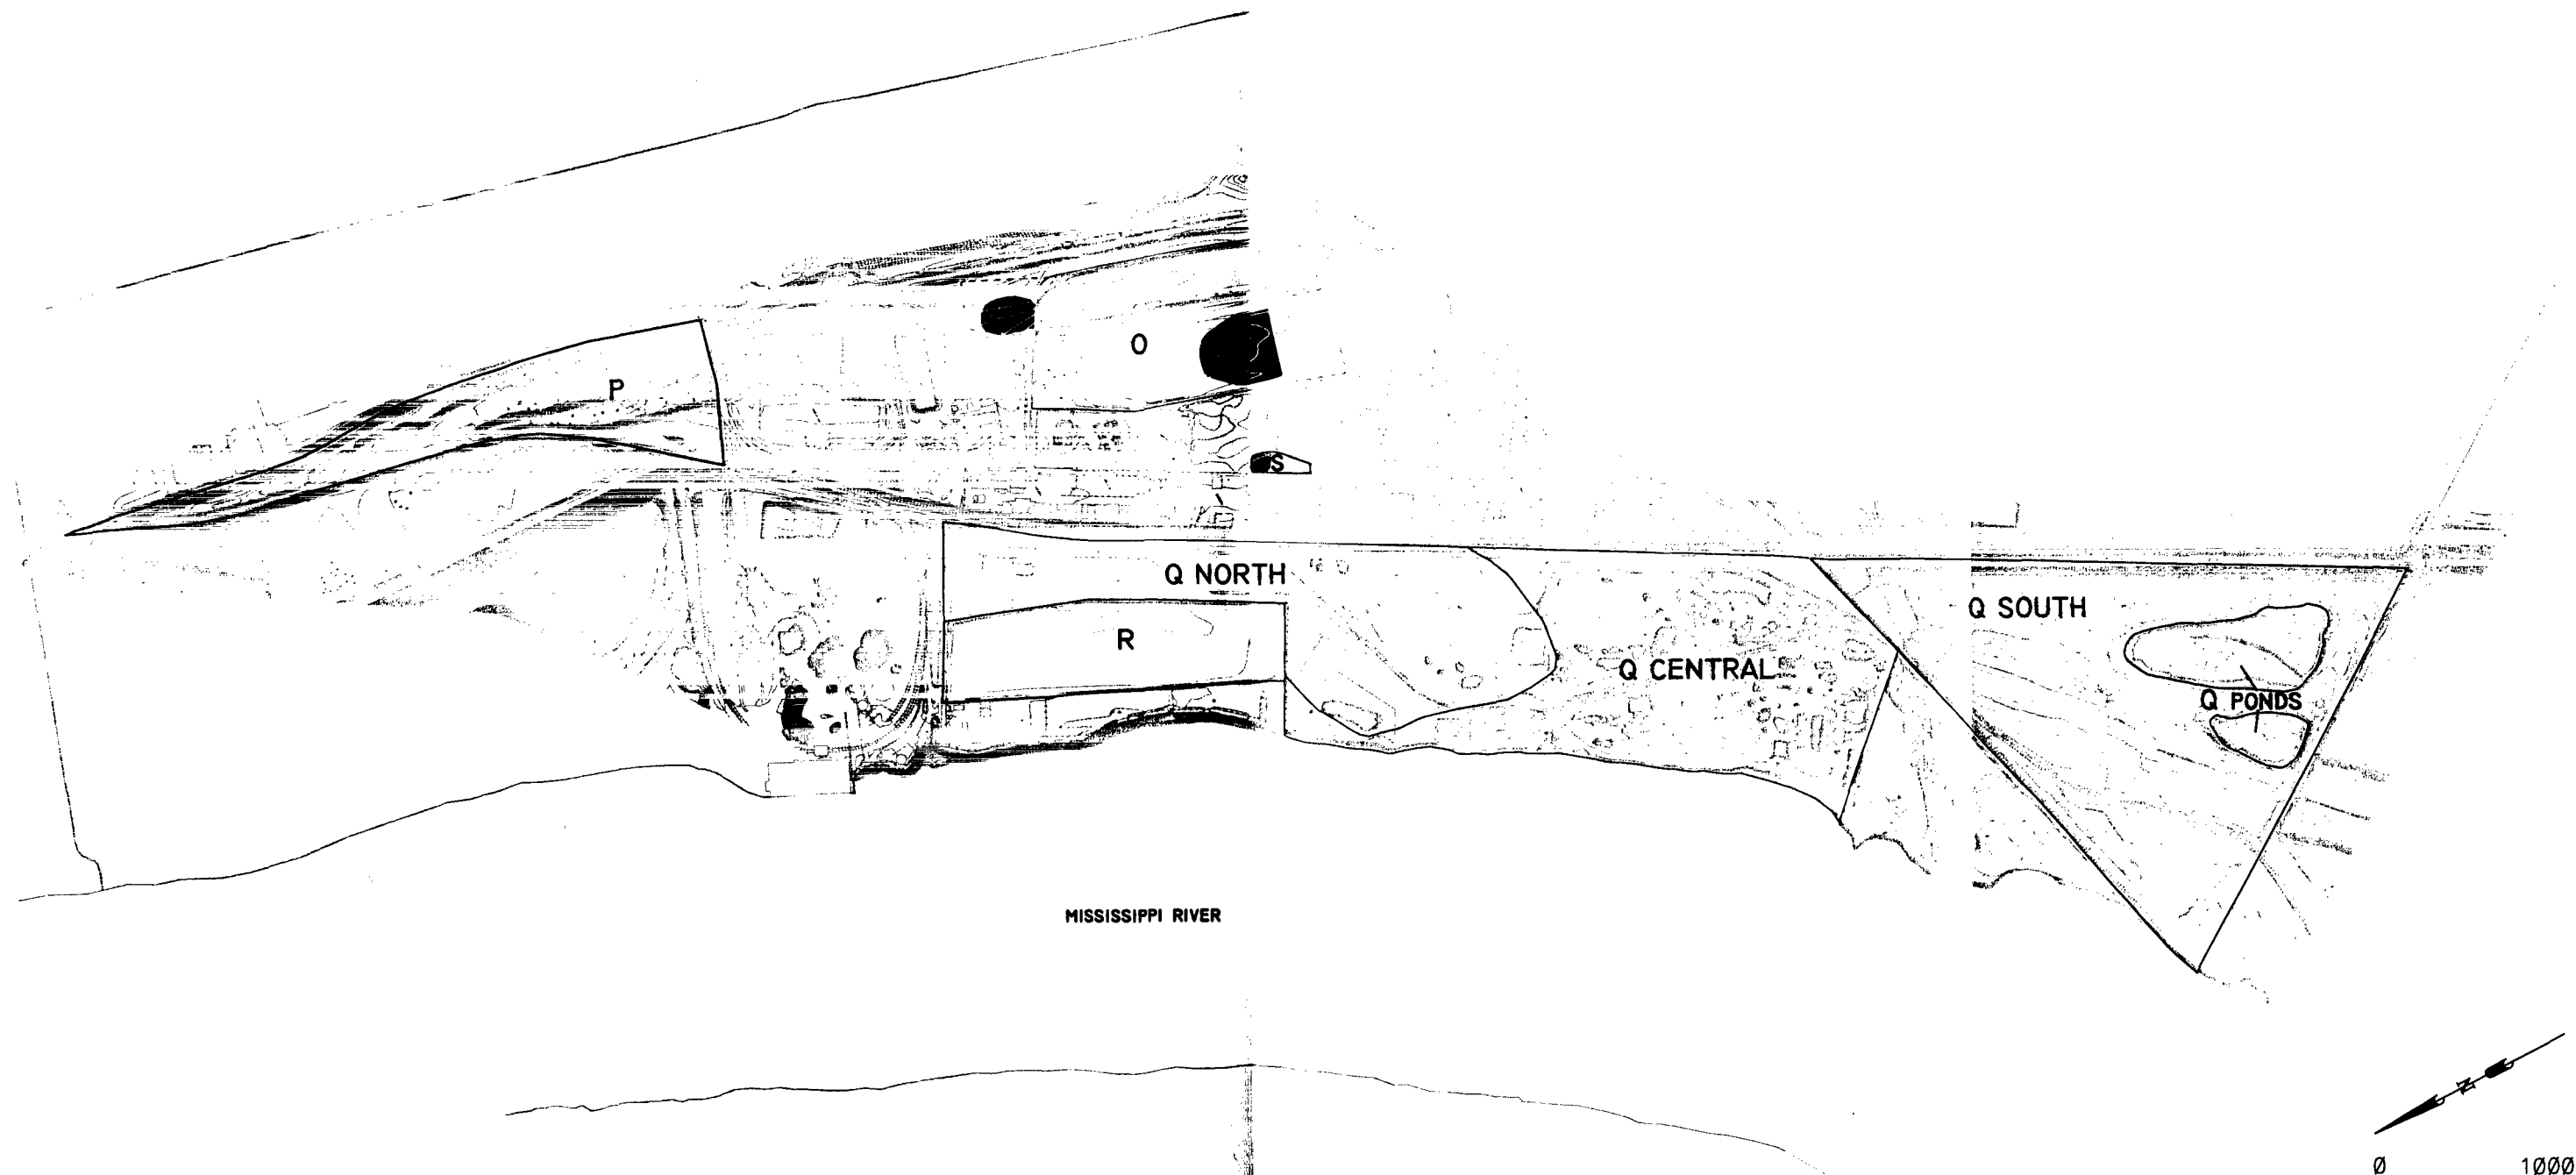 O
P
S
Q NORTH
Q SOUTH
R
Q CENTRAL
Q PONDS
MISSISSIPPI RIVER
N
0 1000